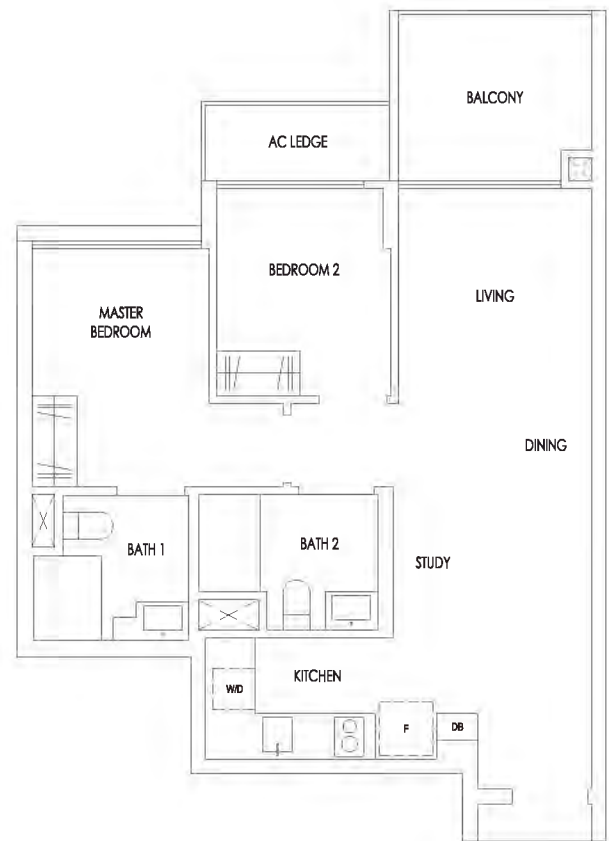 BALCONY
AC LEDGE
BEDROOM 2
LIVING
MASTER
BEDROOM
DINING
BATH 1
BATH 2
STUDY
KITCHEN
W/D
F
DB